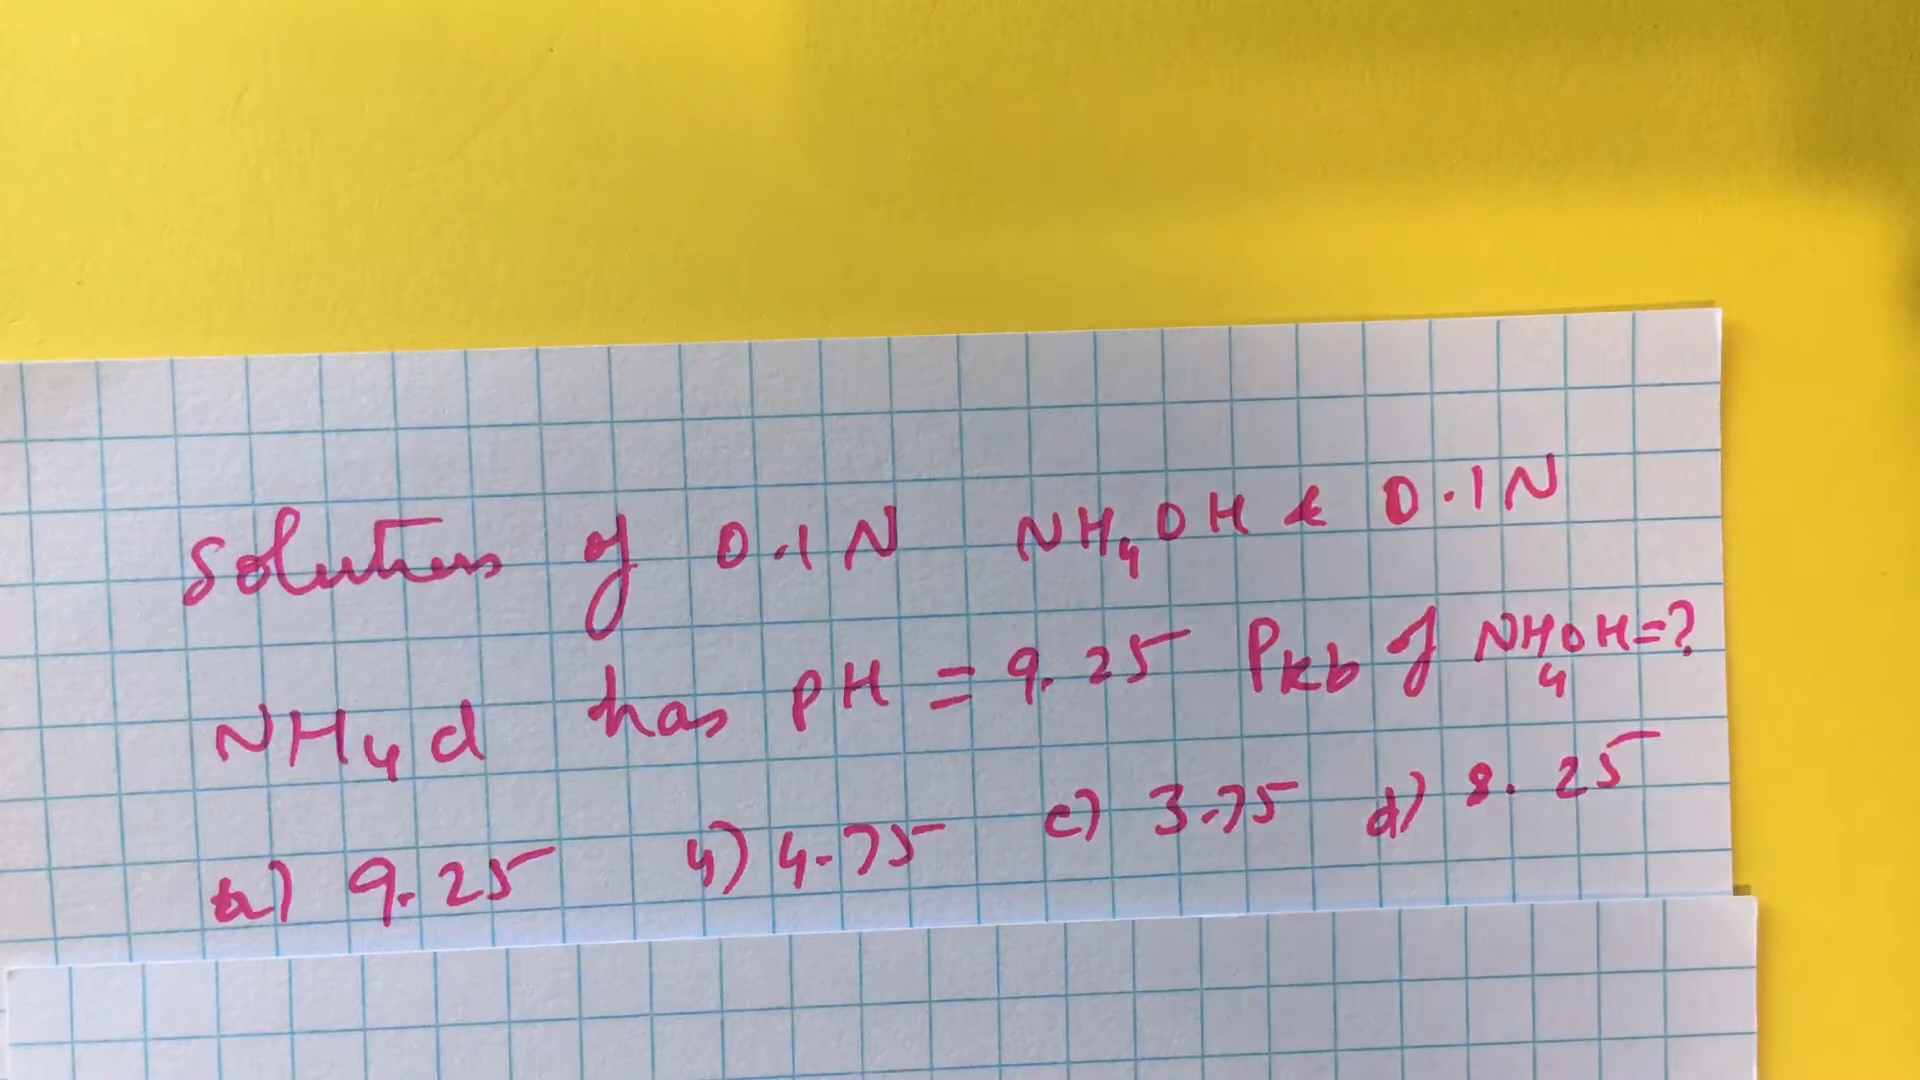 Solution of 0.1N NH4OH & 0.1N
NH4Cl has pH = 9.25 Pkb of NH4OH=?
a) 9.25 b) 4.75 c) 3.75 d) 8.25